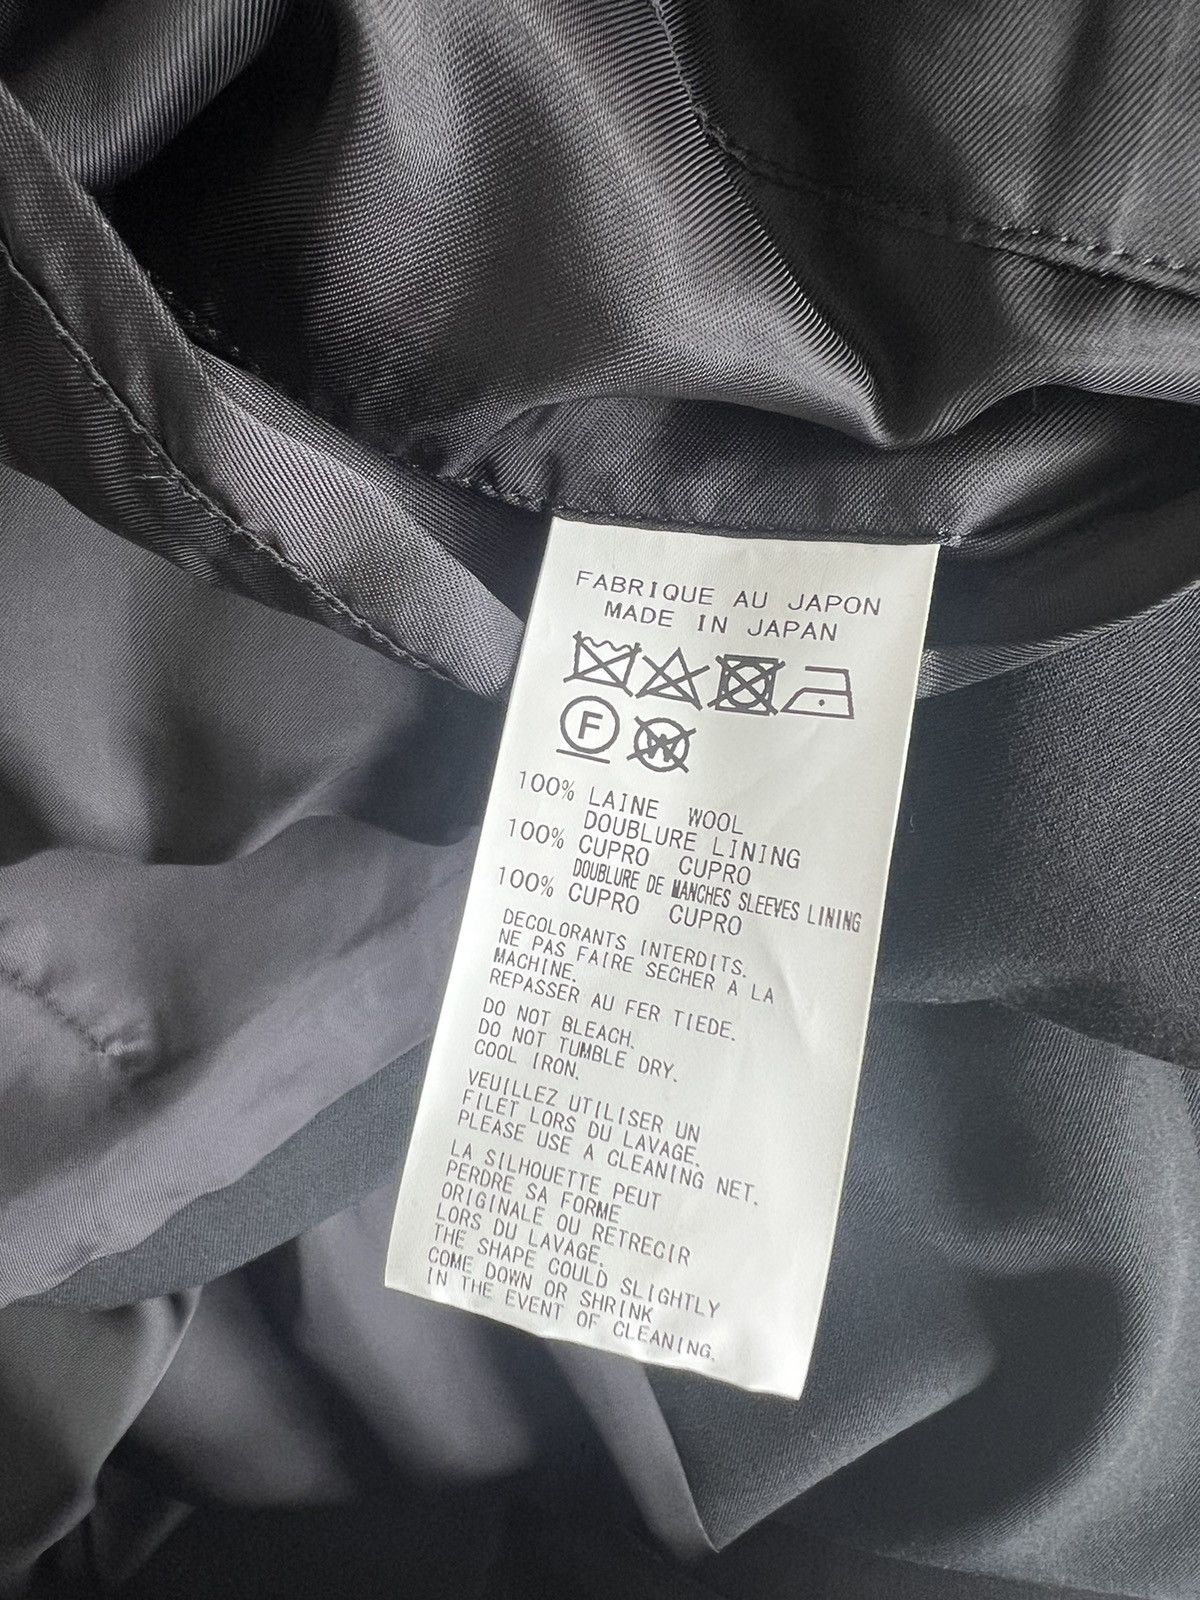 FABRIQUE AU JAPON
MADE IN JAPAN
F W
100% LAINE WOOL
DOUBLURE LINING
100% CUPRO CUPRO
DOUBLURE DE MANCHES SLEEVES LINING
100% CUPRO CUPRO
DECOLORANTS INTERDITS.
NE PAS FAIRE SECHER A LA
MACHINE.
REPASSER AU FER TIEDE.
DO NOT BLEACH.
DO NOT TUMBLE DRY.
COOL IRON.
VEUILLEZ UTILISER UN
FILET LORS DU LAVAGE.
PLEASE USE A CLEANING NET.
LA SILHOUETTE PEUT
PERDRE SA FORME
ORIGINALE OU RETRECIR
LORS DU LAVAGE.
THE SHAPE COULD SLIGHTLY
COME DOWN OR SHRINK
IN THE EVENT OF CLEANING.